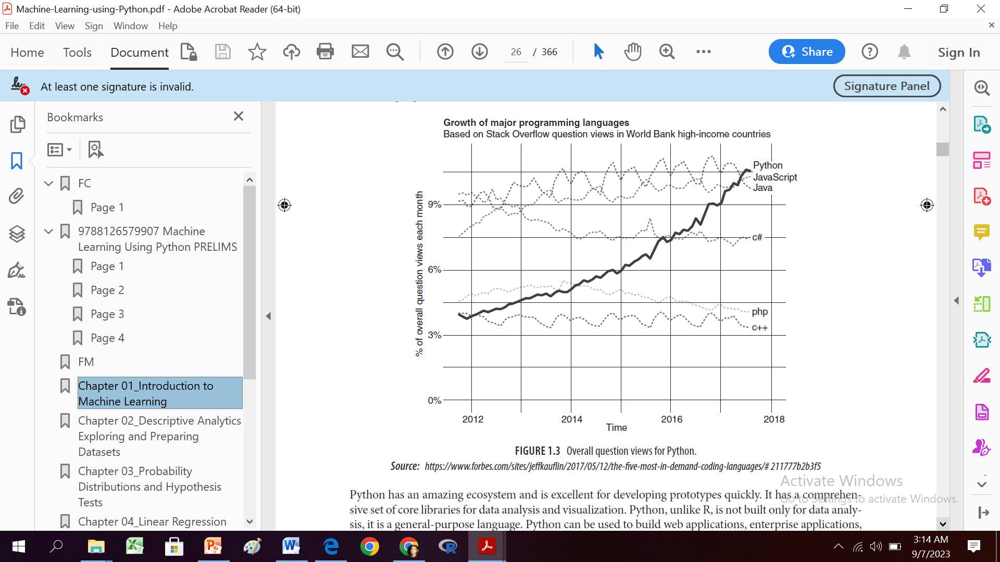 Machine-Learning-using-Python.pdf - Adobe Acrobat Reader (64-bit)
File Edit View Sign Window Help
Home Tools Document 26 / 366 Share Sign In
At least one signature is invalid. Signature Panel
Bookmarks
FC
Page 1
9788126579907 Machine
Learning Using Python PRELIMS
Page 1
Page 2
Page 3
Page 4
FM
Chapter 01_Introduction to
Machine Learning
Chapter 02_Descriptive Analytics
Exploring and Preparing
Datasets
Chapter 03_Probability
Distributions and Hypothesis
Tests
Chapter 04_Linear Regression
Growth of major programming languages
Based on Stack Overflow question views in World Bank high-income countries
% of overall question views each month
9%
6%
3%
0%
Python
JavaScript
Java
c#
php
c++
2012 2014 2016 2018
Time
FIGURE 1.3 Overall question views for Python.
Source: https://www.forbes.com/sites/jeffkauflin/2017/05/12/the-five-most-in-demand-coding-languages/# 211777b2b3f5
Python has an amazing ecosystem and is excellent for developing prototypes quickly. It has a comprehen-
sive set of core libraries for data analysis and visualization. Python, unlike R, is not built only for data analy-
sis, it is a general-purpose language. Python can be used to build web applications, enterprise applications,
Activate Windows
Go to Settings to activate Windows.
3:14 AM
9/7/2023